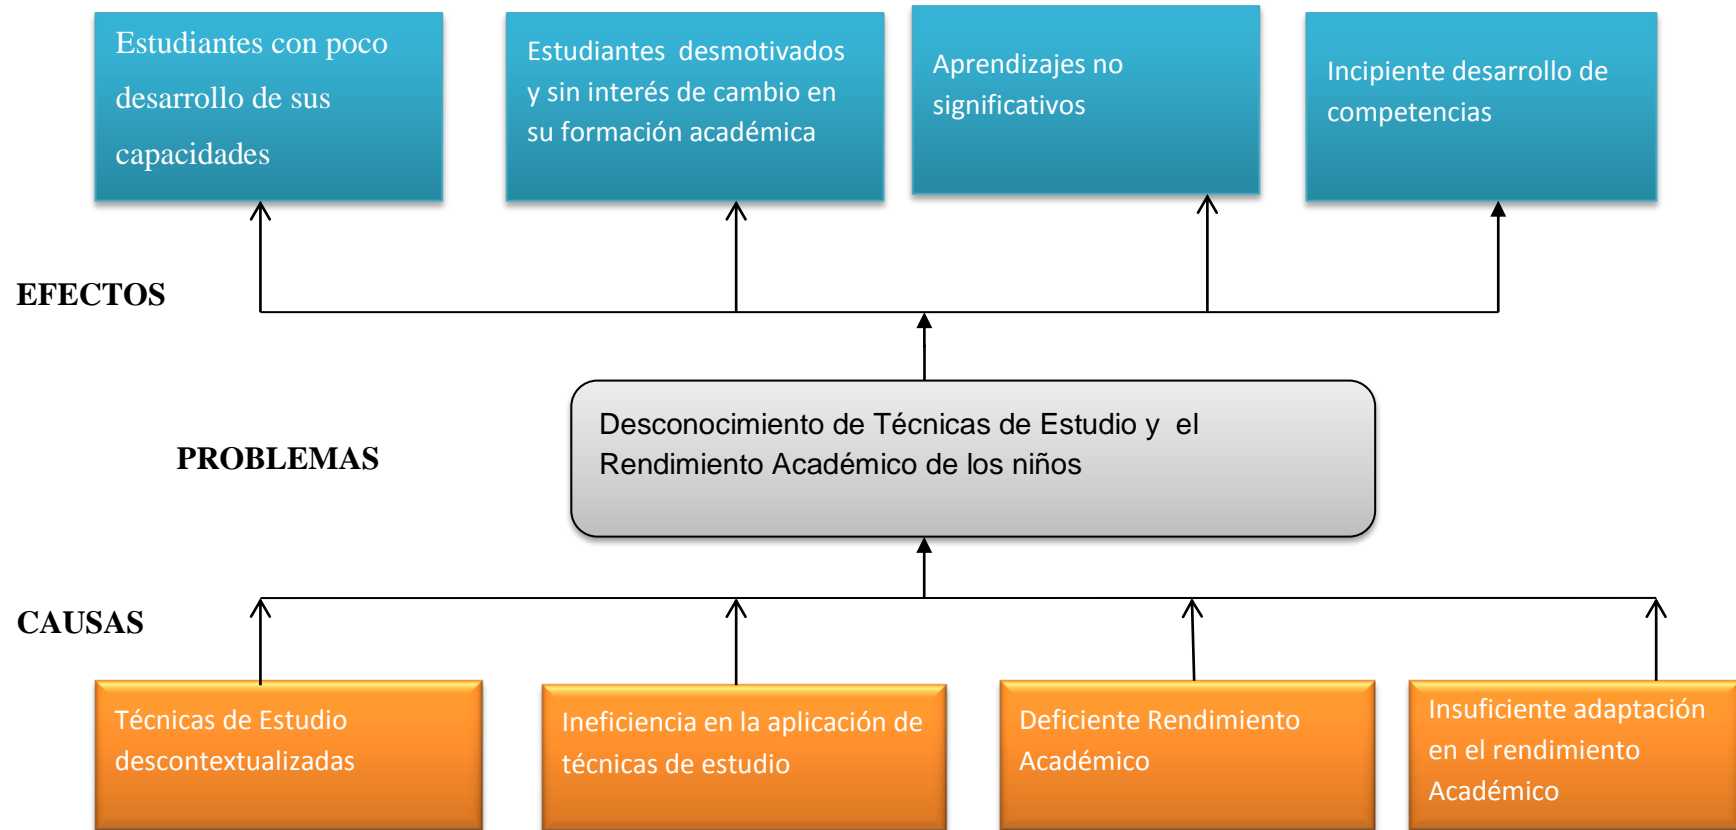 Estudiantes con poco
desarrollo de sus
capacidades
Estudiantes  desmotivados
y sin interés de cambio en
su formación académica
Aprendizajes no
significativos
Incipiente desarrollo de
competencias
EFECTOS
Desconocimiento de Técnicas de Estudio y  el
Rendimiento Académico de los niños
PROBLEMAS
CAUSAS
Técnicas de Estudio
descontextualizadas
Ineficiencia en la aplicación de
técnicas de estudio
Deficiente Rendimiento
Académico
Insuficiente adaptación
en el rendimiento
Académico